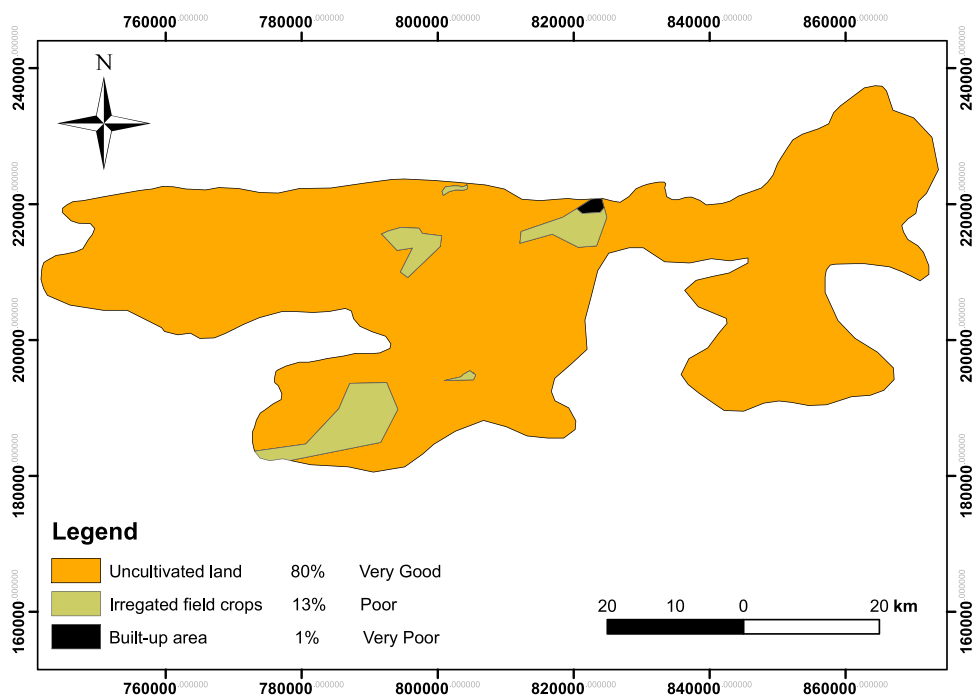 760000.000000 780000.000000 800000.000000 820000.000000 840000.000000 860000.000000
N
240000.000000 240000.000000
220000.000000 220000.000000
200000.000000 200000.000000
180000.000000 180000.000000
160000.000000 160000.000000
Legend
Uncultivated land 80% Very Good
Irregated field crops 13% Poor
Built-up area 1% Very Poor
20 10 0 20 km
760000.000000 780000.000000 800000.000000 820000.000000 840000.000000 860000.000000